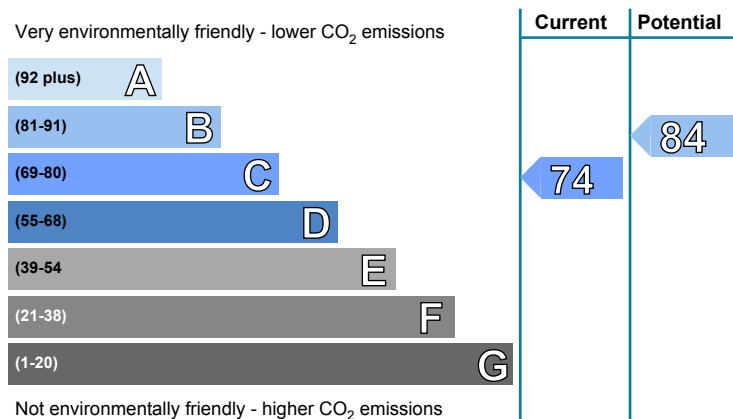 Current Potential
Very environmentally friendly - lower CO₂ emissions
(92 plus) A
(81-91) B
84
(69-80) C
74
(55-68) D
(39-54 E
(21-38) F
(1-20) G
Not environmentally friendly - higher CO₂ emissions